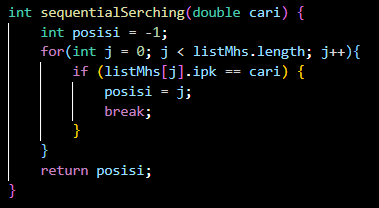 int sequentialSerching(double cari) {
    int posisi = -1;
    for(int j = 0; j < listMhs.length; j++){
        if (listMhs[j].ipk == cari) {
            posisi = j;
            break;
        }
    }
    return posisi;
}